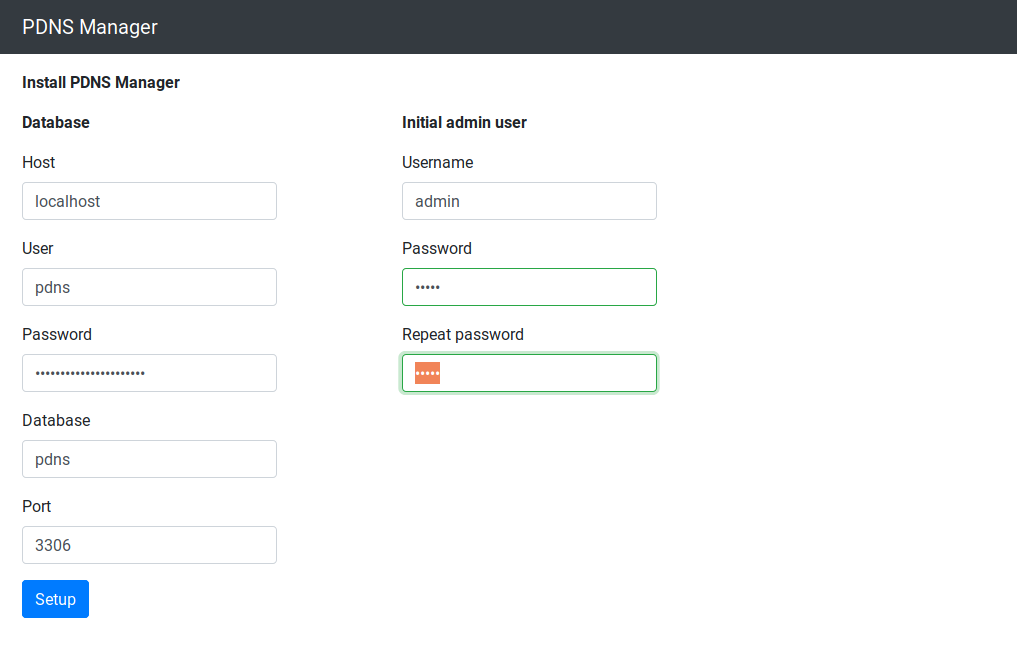 PDNS Manager
Install PDNS Manager
Database
Host
localhost
User
pdns
Password
••••••••••••••••••••••
Database
pdns
Port
3306
Setup
Initial admin user
Username
admin
Password
•••••
Repeat password
•••••